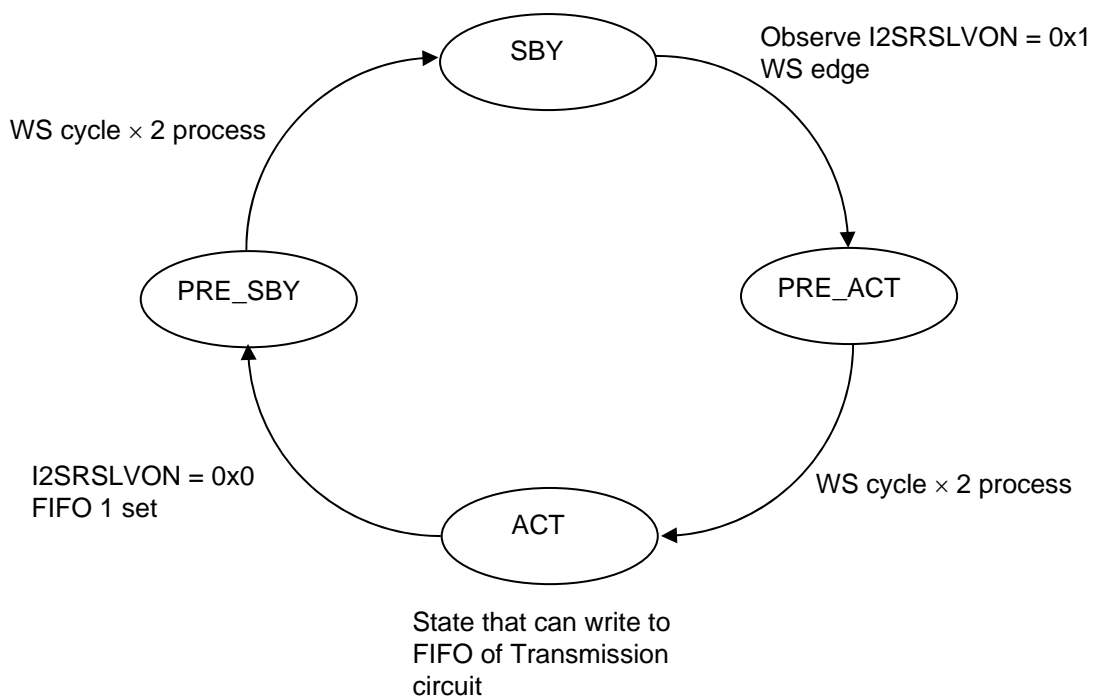 SBY
Observe I2SRSLVON = 0x1
WS edge
WS cycle × 2 process
PRE_SBY
PRE_ACT
I2SRSLVON = 0x0
FIFO 1 set
WS cycle × 2 process
ACT
State that can write to
FIFO of Transmission
circuit